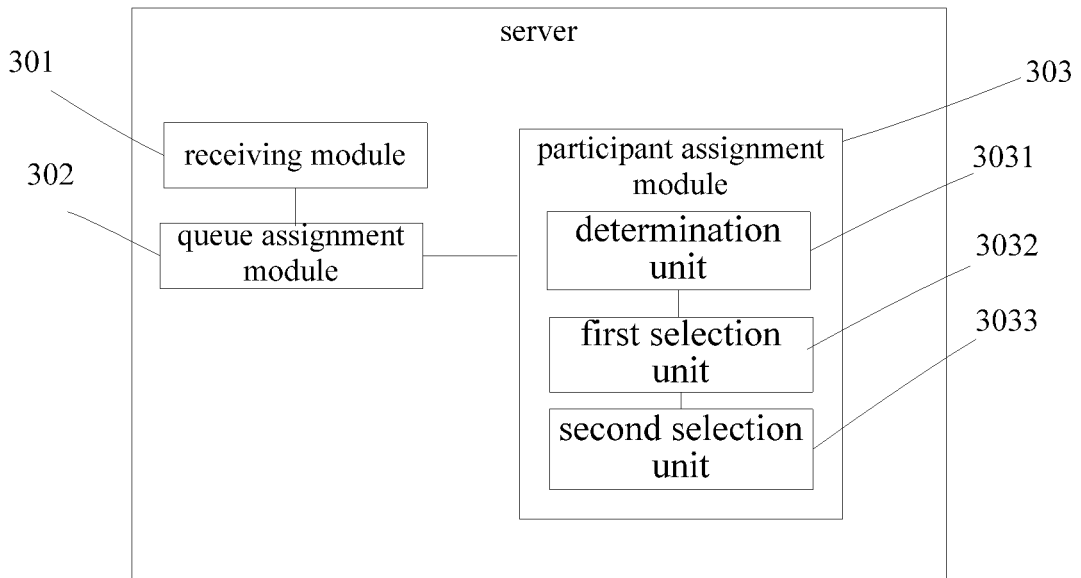 server
301
303
receiving module
participant assignment
module
302
3031
queue assignment
module
determination
unit
3032
first selection
unit
3033
second selection
unit